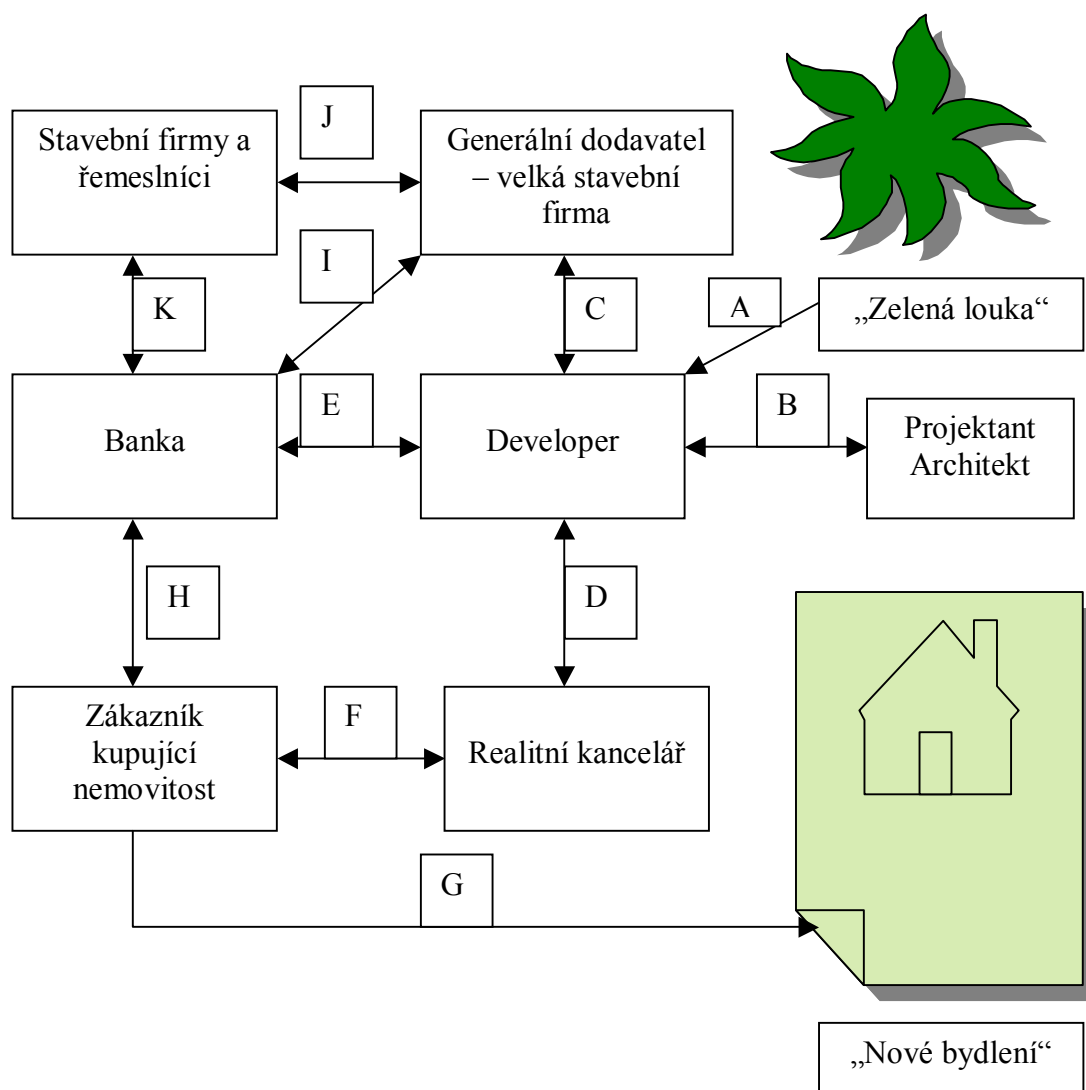 J
Stavební firmy a
řemeslníci
Generální dodavatel
– velká stavební
firma
I
K
C
A
„Zelená louka“
E
B
Banka
Developer
Projektant
Architekt
H
D
Zákazník
kupující
nemovitost
F
Realitní kancelář
G
„Nové bydlení“